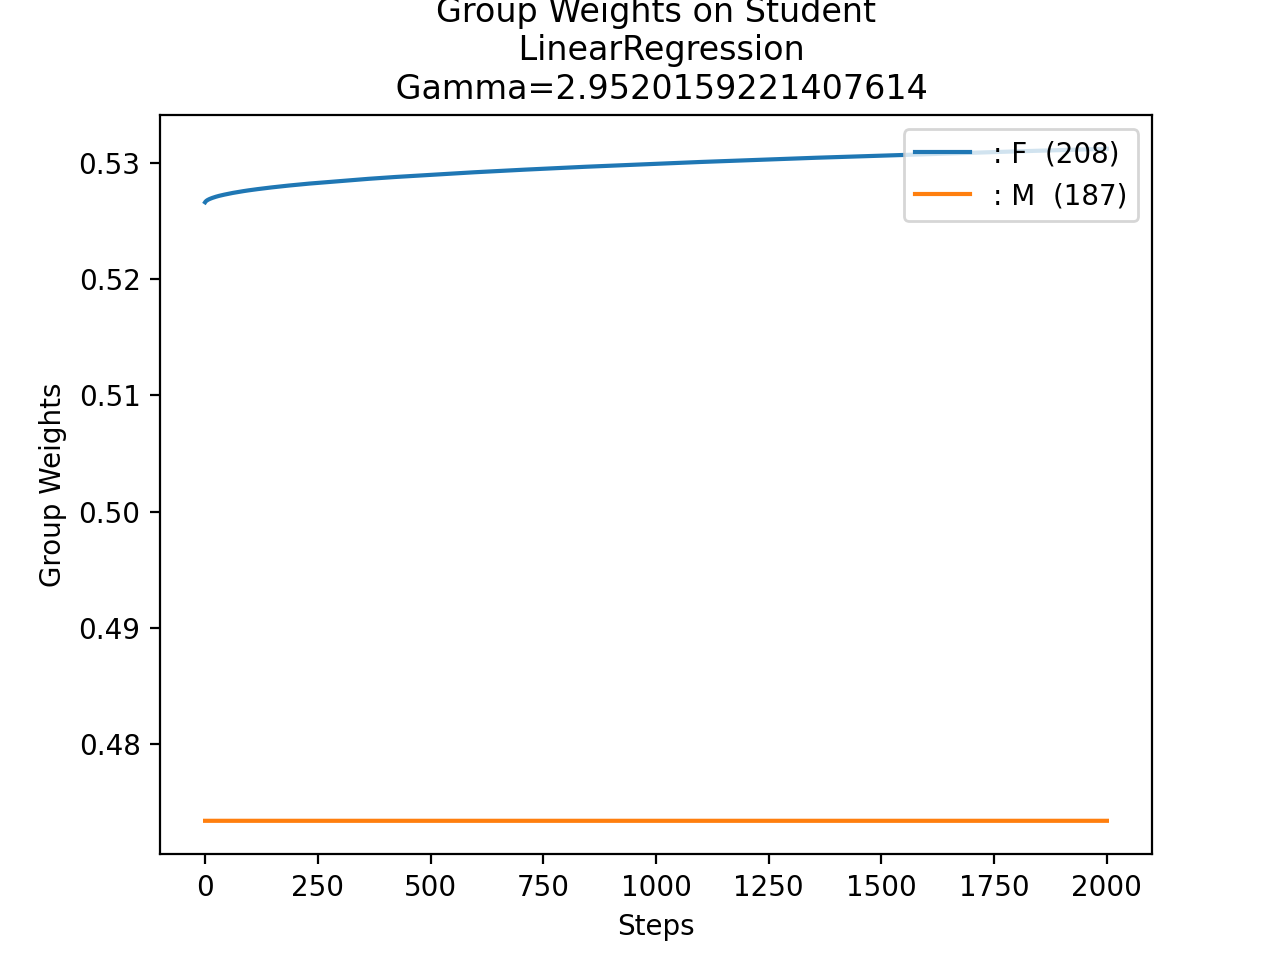 Group Weights on Student
LinearRegression
Gamma=2.9520159221407614
: F (208)
: M (187)
0.53
0.52
0.51
0.50
0.49
0.48
Group Weights
0 250 500 750 1000 1250 1500 1750 2000
Steps